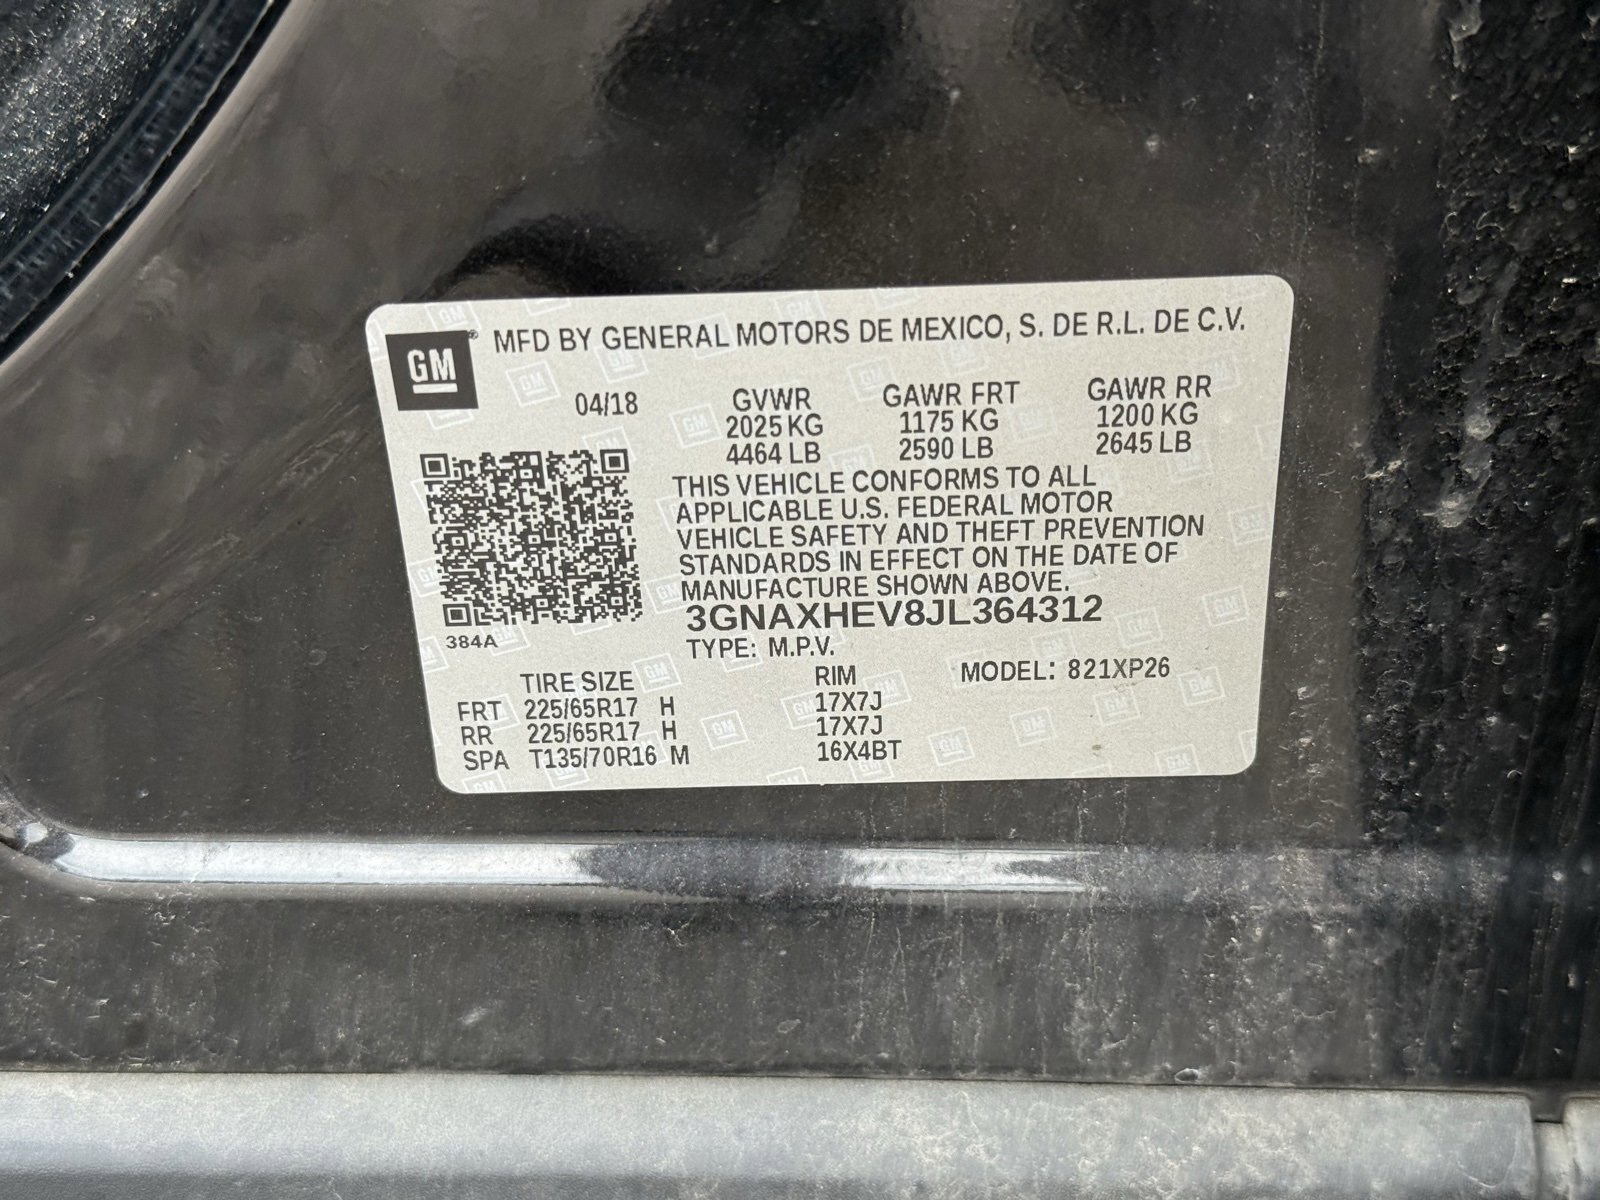 GM ® MFD BY GENERAL MOTORS DE MEXICO, S. DE R.L. DE C.V.
04/18 GVWR GAWR FRT GAWR RR
2025 KG 1175 KG 1200 KG
4464 LB 2590 LB 2645 LB
THIS VEHICLE CONFORMS TO ALL
APPLICABLE U.S. FEDERAL MOTOR
VEHICLE SAFETY AND THEFT PREVENTION
STANDARDS IN EFFECT ON THE DATE OF
MANUFACTURE SHOWN ABOVE.
3GNAXHEV8JL364312
384A
TYPE: M.P.V.
TIRE SIZE RIM MODEL: 821XP26
FRT 225/65R17 H 17X7J
RR 225/65R17 H 17X7J
SPA T135/70R16 M 16X4BT